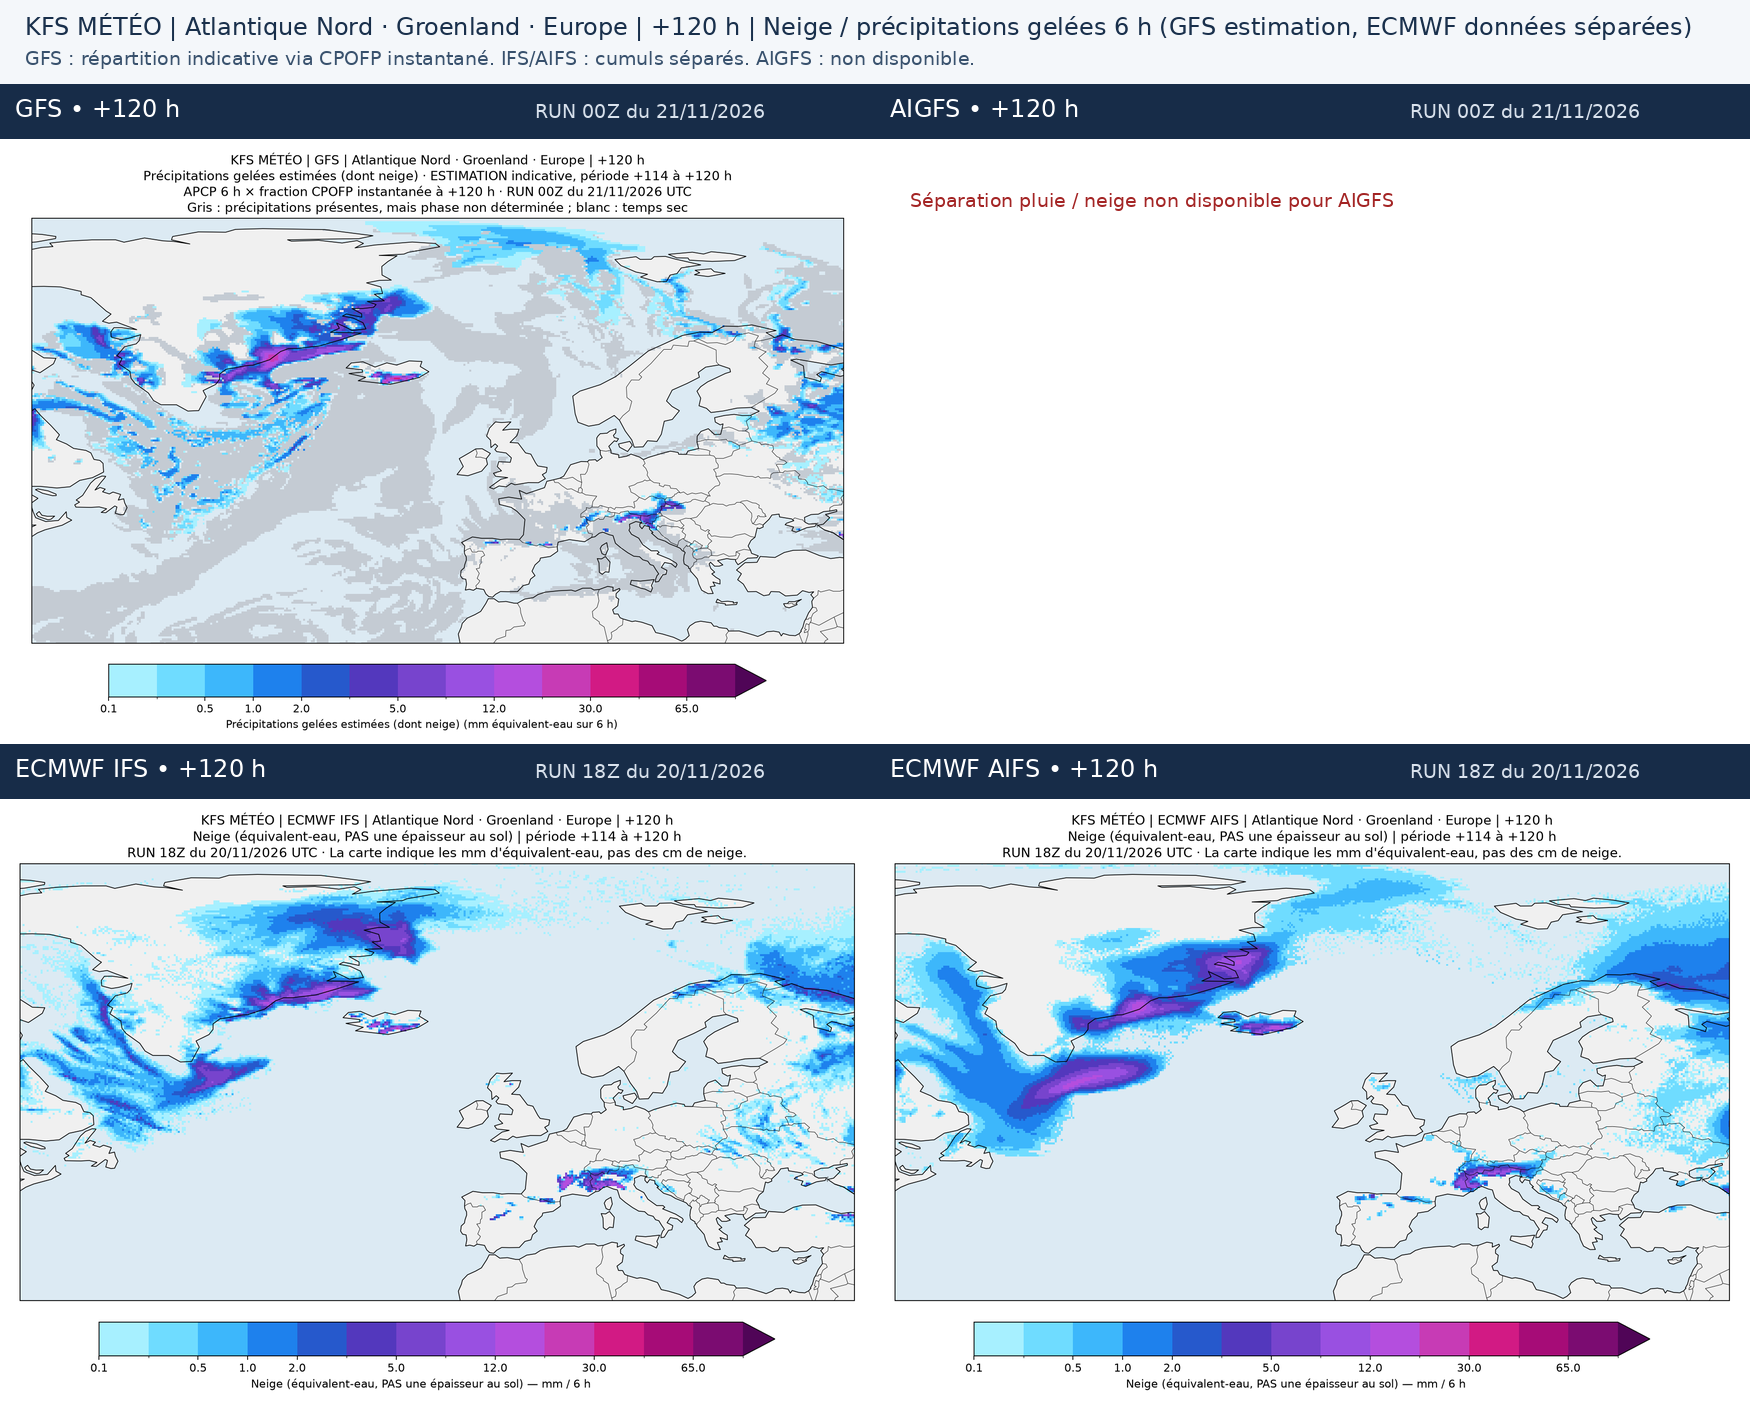 KFS MÉTÉO | Atlantique Nord · Groenland · Europe | +120 h | Neige / précipitations gelées 6 h (GFS estimation, ECMWF données séparées)
GFS : répartition indicative via CPOFP instantané. IFS/AIFS : cumuls séparés. AIGFS : non disponible.
GFS • +120 h
RUN 00Z du 21/11/2026
AIGFS • +120 h
RUN 00Z du 21/11/2026
KFS MÉTÉO | GFS | Atlantique Nord · Groenland · Europe | +120 h
Précipitations gelées estimées (dont neige) · ESTIMATION indicative, période +114 à +120 h
APCP 6 h × fraction CPOFP instantanée à +120 h · RUN 00Z du 21/11/2026 UTC
Gris : précipitations présentes, mais phase non déterminée ; blanc : temps sec
Séparation pluie / neige non disponible pour AIGFS
0.1 0.5 1.0 2.0 5.0 12.0 30.0 65.0
Précipitations gelées estimées (dont neige) (mm équivalent-eau sur 6 h)
ECMWF IFS • +120 h
RUN 18Z du 20/11/2026
ECMWF AIFS • +120 h
RUN 18Z du 20/11/2026
KFS MÉTÉO | ECMWF IFS | Atlantique Nord · Groenland · Europe | +120 h
Neige (équivalent-eau, PAS une épaisseur au sol) | période +114 à +120 h
RUN 18Z du 20/11/2026 UTC · La carte indique les mm d'équivalent-eau, pas des cm de neige.
KFS MÉTÉO | ECMWF AIFS | Atlantique Nord · Groenland · Europe | +120 h
Neige (équivalent-eau, PAS une épaisseur au sol) | période +114 à +120 h
RUN 18Z du 20/11/2026 UTC · La carte indique les mm d'équivalent-eau, pas des cm de neige.
0.1 0.5 1.0 2.0 5.0 12.0 30.0 65.0
Neige (équivalent-eau, PAS une épaisseur au sol) — mm / 6 h
0.1 0.5 1.0 2.0 5.0 12.0 30.0 65.0
Neige (équivalent-eau, PAS une épaisseur au sol) — mm / 6 h